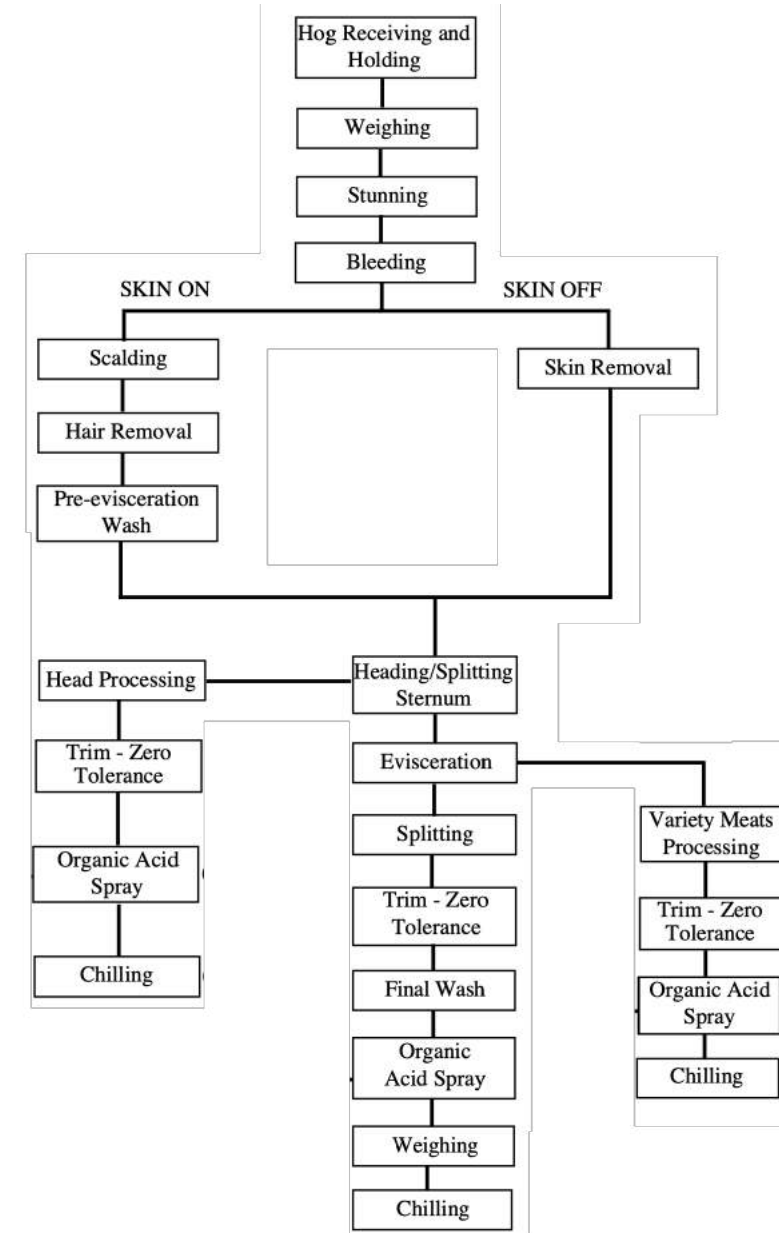 Hog Receiving and
Holding
Weighing
Stunning
Bleeding
SKIN ON
SKIN OFF
Scalding
Skin Removal
Hair Removal
Pre-evisceration
Wash
Head Processing
Heading/Splitting
Sternum
Trim - Zero
Tolerance
Evisceration
Organic Acid
Spray
Splitting
Variety Meats
Processing
Chilling
Trim - Zero
Tolerance
Trim - Zero
Tolerance
Final Wash
Organic Acid
Spray
Organic
Acid Spray
Chilling
Weighing
Chilling